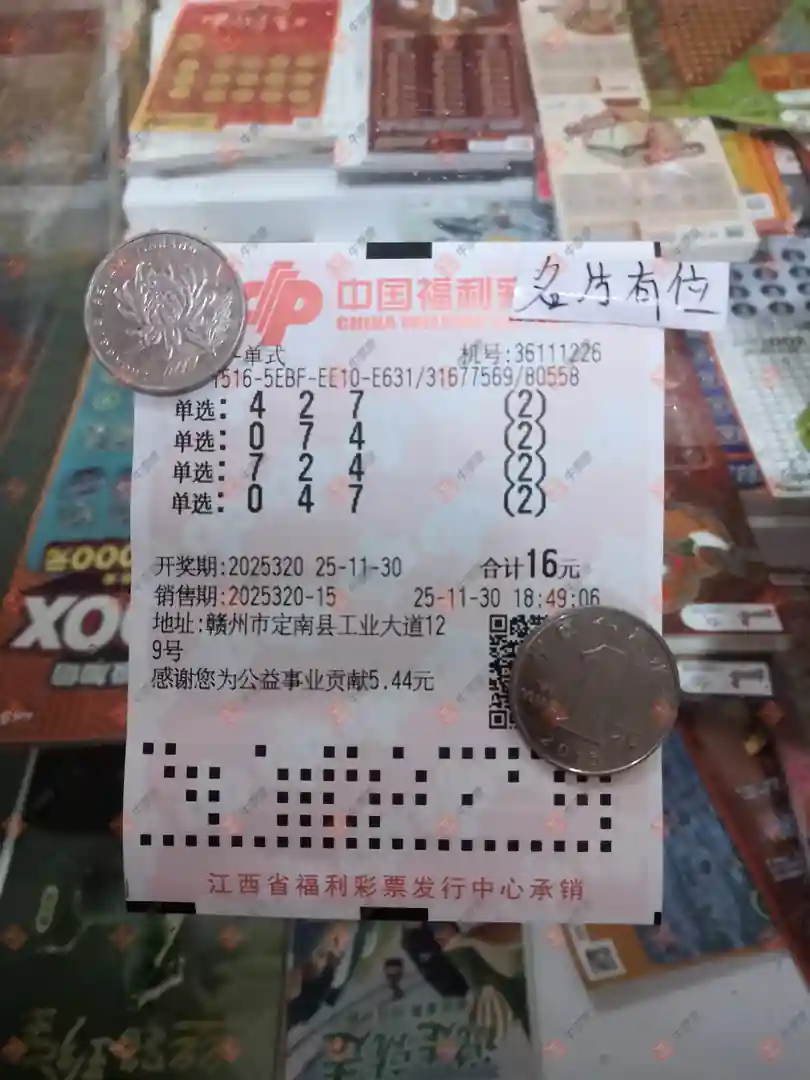 中国福利彩
CHINA WELFARE
名片有位
-单式 机号:36111226
1516-5EBF-EE10-E631/31677569/80558
单选: 4 2 7 (2)
单选: 0 7 4 (2)
单选: 7 2 4 (2)
单选: 0 4 7 (2)
开奖期:2025320 25-11-30 合计16元
销售期:2025320-15 25-11-30 18:49:06
地址:赣州市定南县工业大道12
9号
感谢您为公益事业贡献5.44元
江西省福利彩票发行中心承销